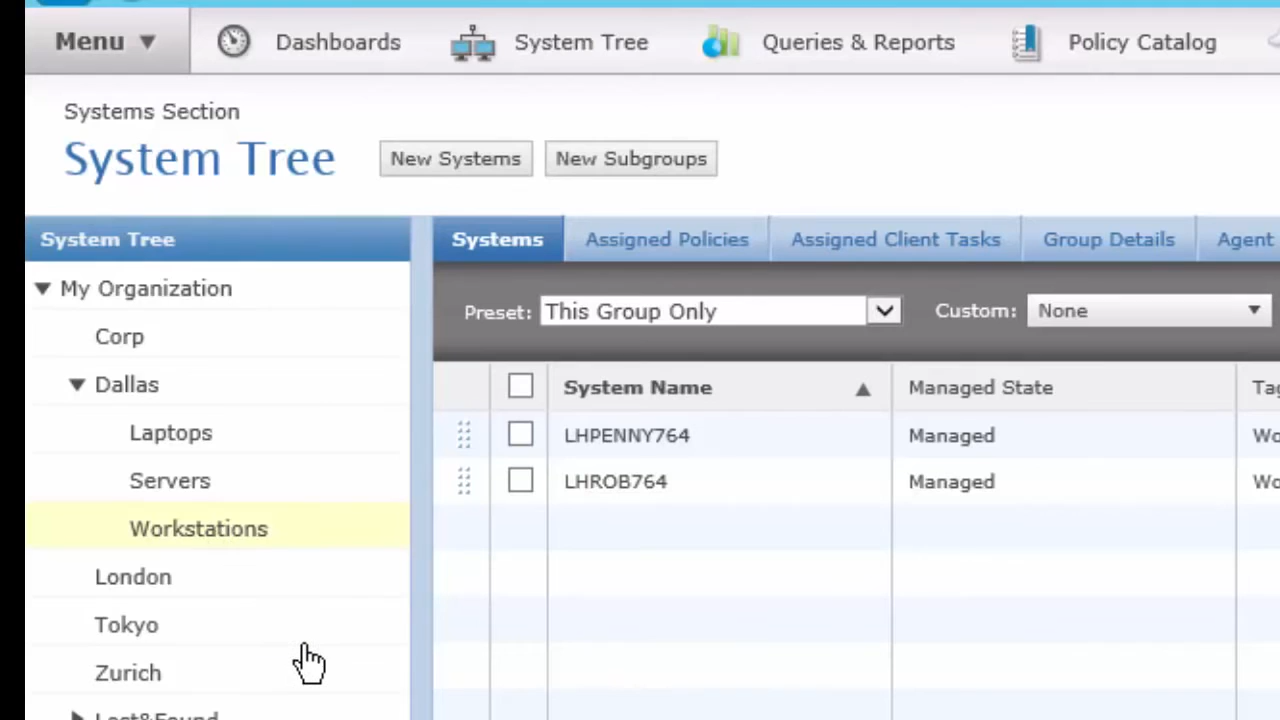 Menu ▼ Dashboards System Tree Queries & Reports Policy Catalog
Systems Section
System Tree New Systems New Subgroups
System Tree Systems Assigned Policies Assigned Client Tasks Group Details Agent
My Organization
Preset: This Group Only Custom: None
Corp
Dallas System Name Managed State Tag
Laptops LHPENNY764 Managed Wo
Servers LHROB764 Managed Wo
Workstations
London
Tokyo
Zurich
Lost&Found